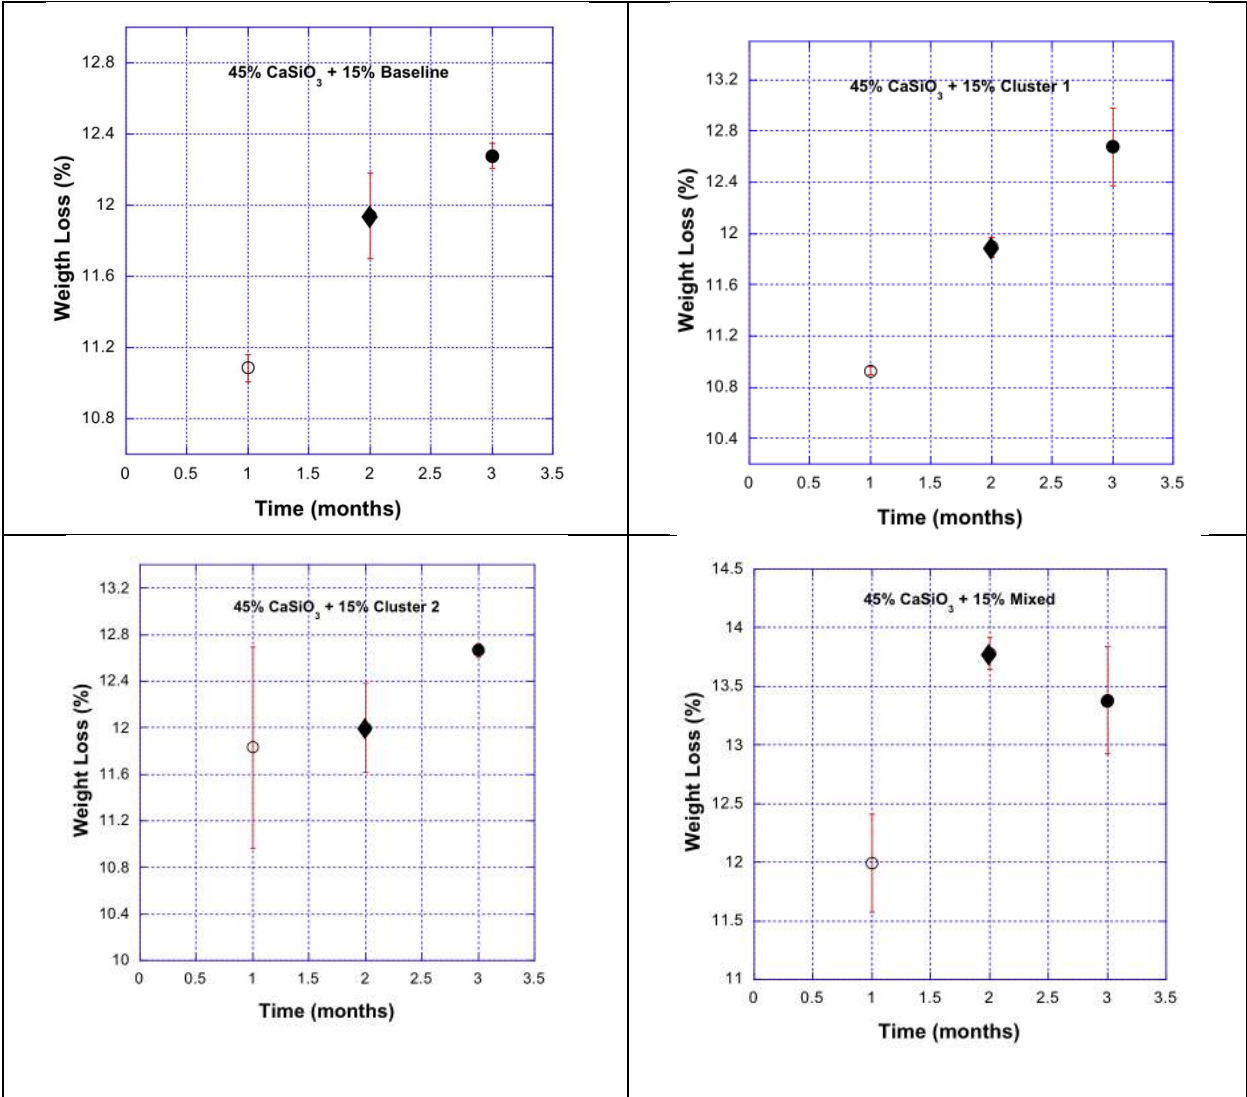 45% CaSiO3 + 15% Baseline
Weigth Loss (%)
12.8
12.4
12
11.6
11.2
10.8
0 0.5 1 1.5 2 2.5 3 3.5
Time (months)
45% CaSiO3 + 15% Cluster 1
Weight Loss (%)
13.2
12.8
12.4
12
11.6
11.2
10.8
10.4
0 0.5 1 1.5 2 2.5 3 3.5
Time (months)
45% CaSiO3 + 15% Cluster 2
Weight Loss (%)
13.2
12.8
12.4
12
11.6
11.2
10.8
10.4
10
0 0.5 1 1.5 2 2.5 3 3.5
Time (months)
45% CaSiO3 + 15% Mixed
Weight Loss (%)
14.5
14
13.5
13
12.5
12
11.5
11
0 0.5 1 1.5 2 2.5 3 3.5
Time (months)